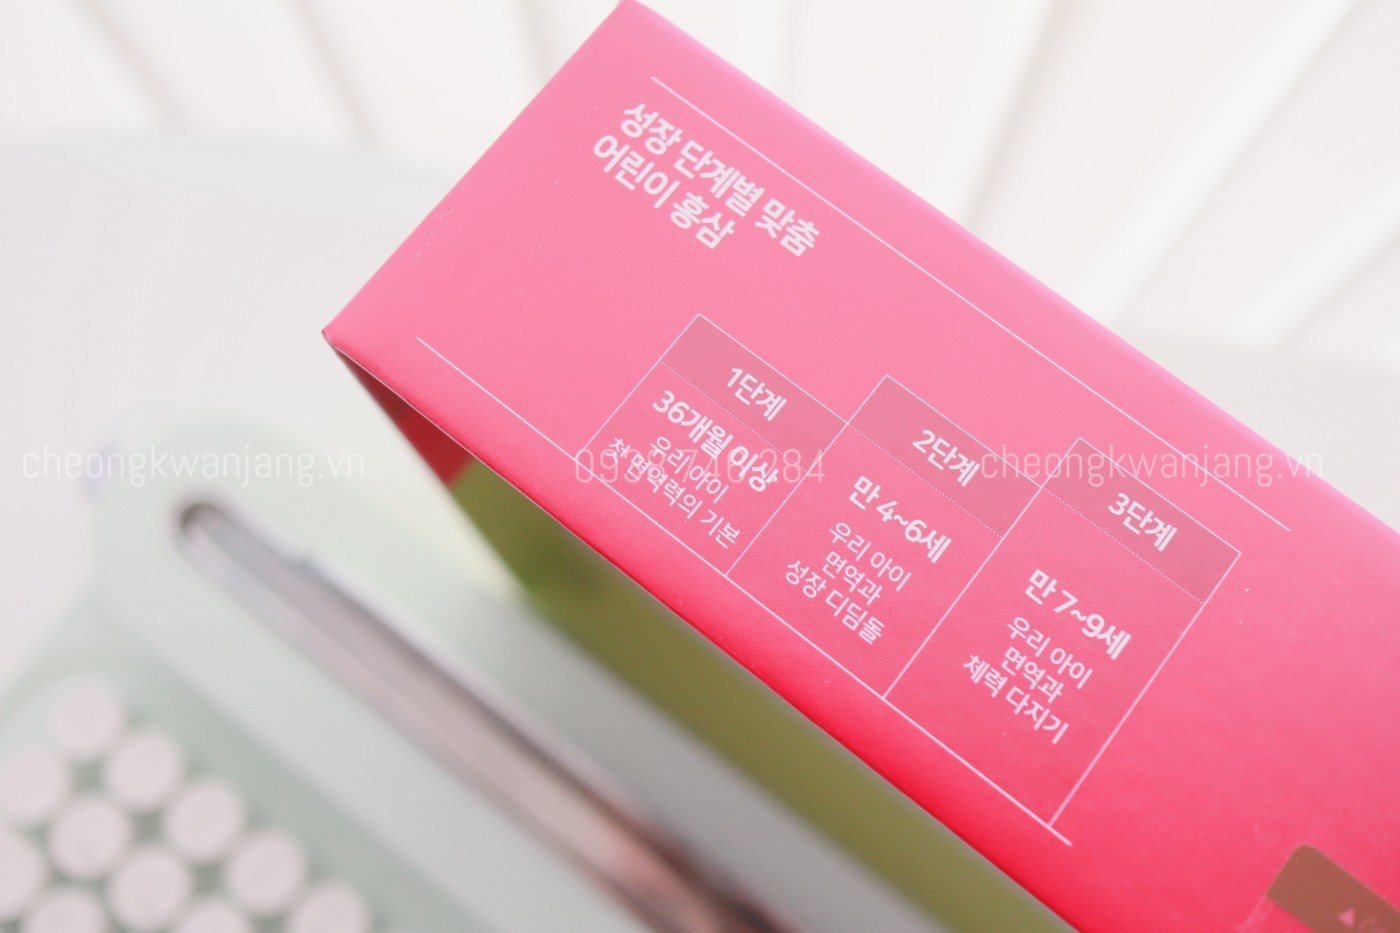 성장 단계별 맞춤
어린이 홍삼
1단계
36개월 이상
우리 아이
첫 면역력의 기본
2단계
만 4~6세
우리 아이
면역과
성장 디딤돌
3단계
만 7~9세
우리 아이
면역과
체력 다지기
cheongkwanjang.vn
cheongkwanjang.vn